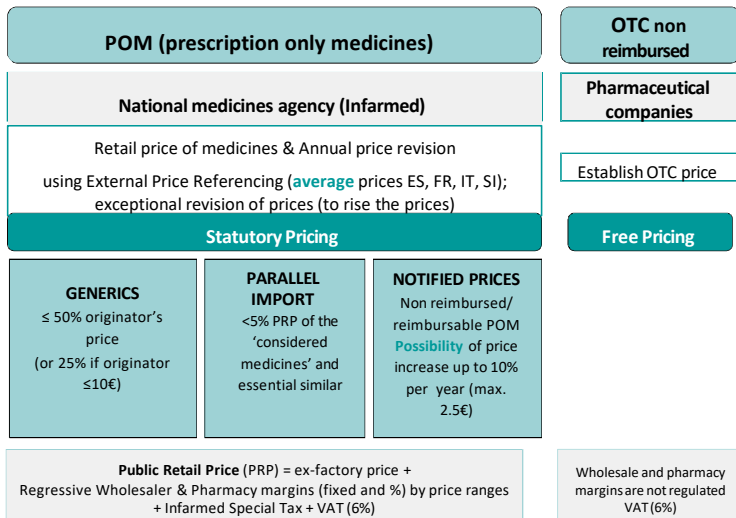 POM (prescription only medicines)
National medicines agency (Infarmed)
Retail price of medicines & Annual price revision
using External Price Referencing (average prices ES, FR, IT, SI);
exceptional revision of prices (to rise the prices)
Statutory Pricing
GENERICS
≤ 50% originator's
price
(or 25% if originator
≤10€)
PARALLEL
IMPORT
<5% PRP of the
'considered
medicines' and
essential similar
NOTIFIED PRICES
Non reimbursed/
reimbursable POM
Possibility of price
increase up to 10%
per year (max.
2.5€)
Public Retail Price (PRP) = ex-factory price +
Regressive Wholesaler & Pharmacy margins (fixed and %) by price ranges
+ Infarmed Special Tax + VAT (6%)
OTC non
reimbursed
Pharmaceutical
companies
Establish OTC price
Free Pricing
Wholesale and pharmacy
margins are not regulated
VAT (6%)